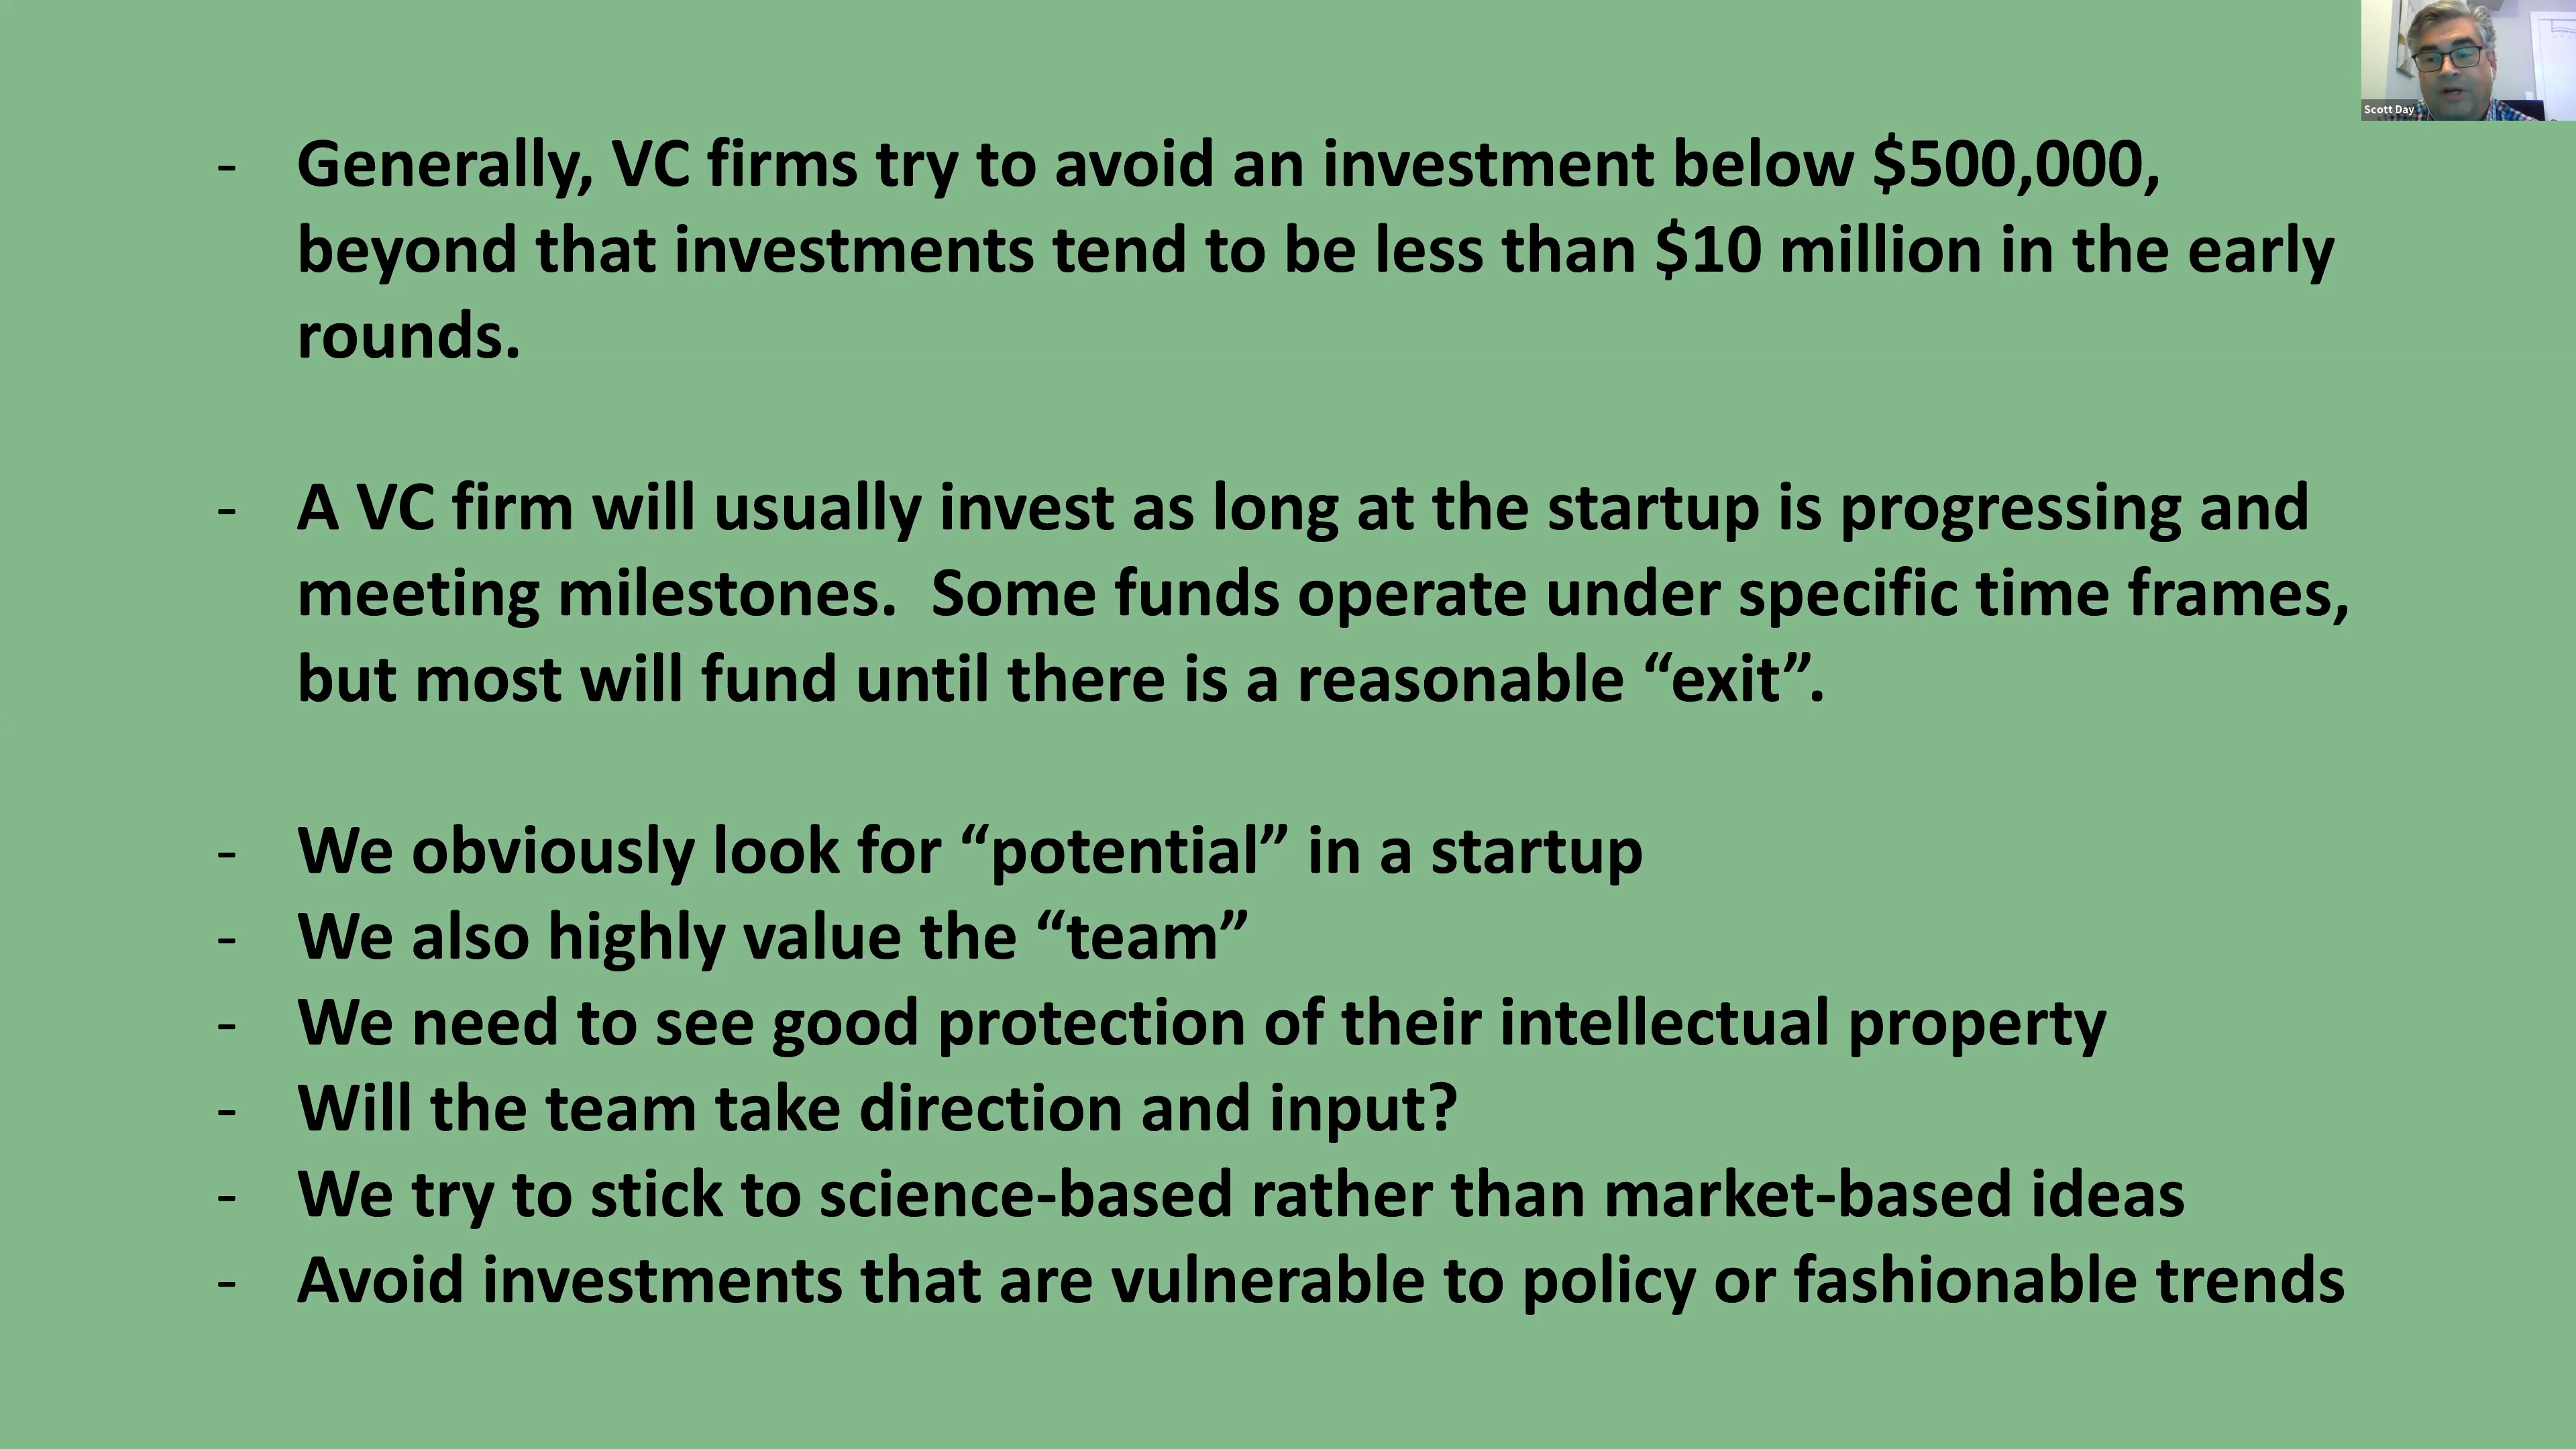 Scott Day
- Generally, VC firms try to avoid an investment below $500,000,
beyond that investments tend to be less than $10 million in the early
rounds.
- A VC firm will usually invest as long at the startup is progressing and
meeting milestones.  Some funds operate under specific time frames,
but most will fund until there is a reasonable “exit”.
- We obviously look for “potential” in a startup
- We also highly value the “team”
- We need to see good protection of their intellectual property
- Will the team take direction and input?
- We try to stick to science-based rather than market-based ideas
- Avoid investments that are vulnerable to policy or fashionable trends